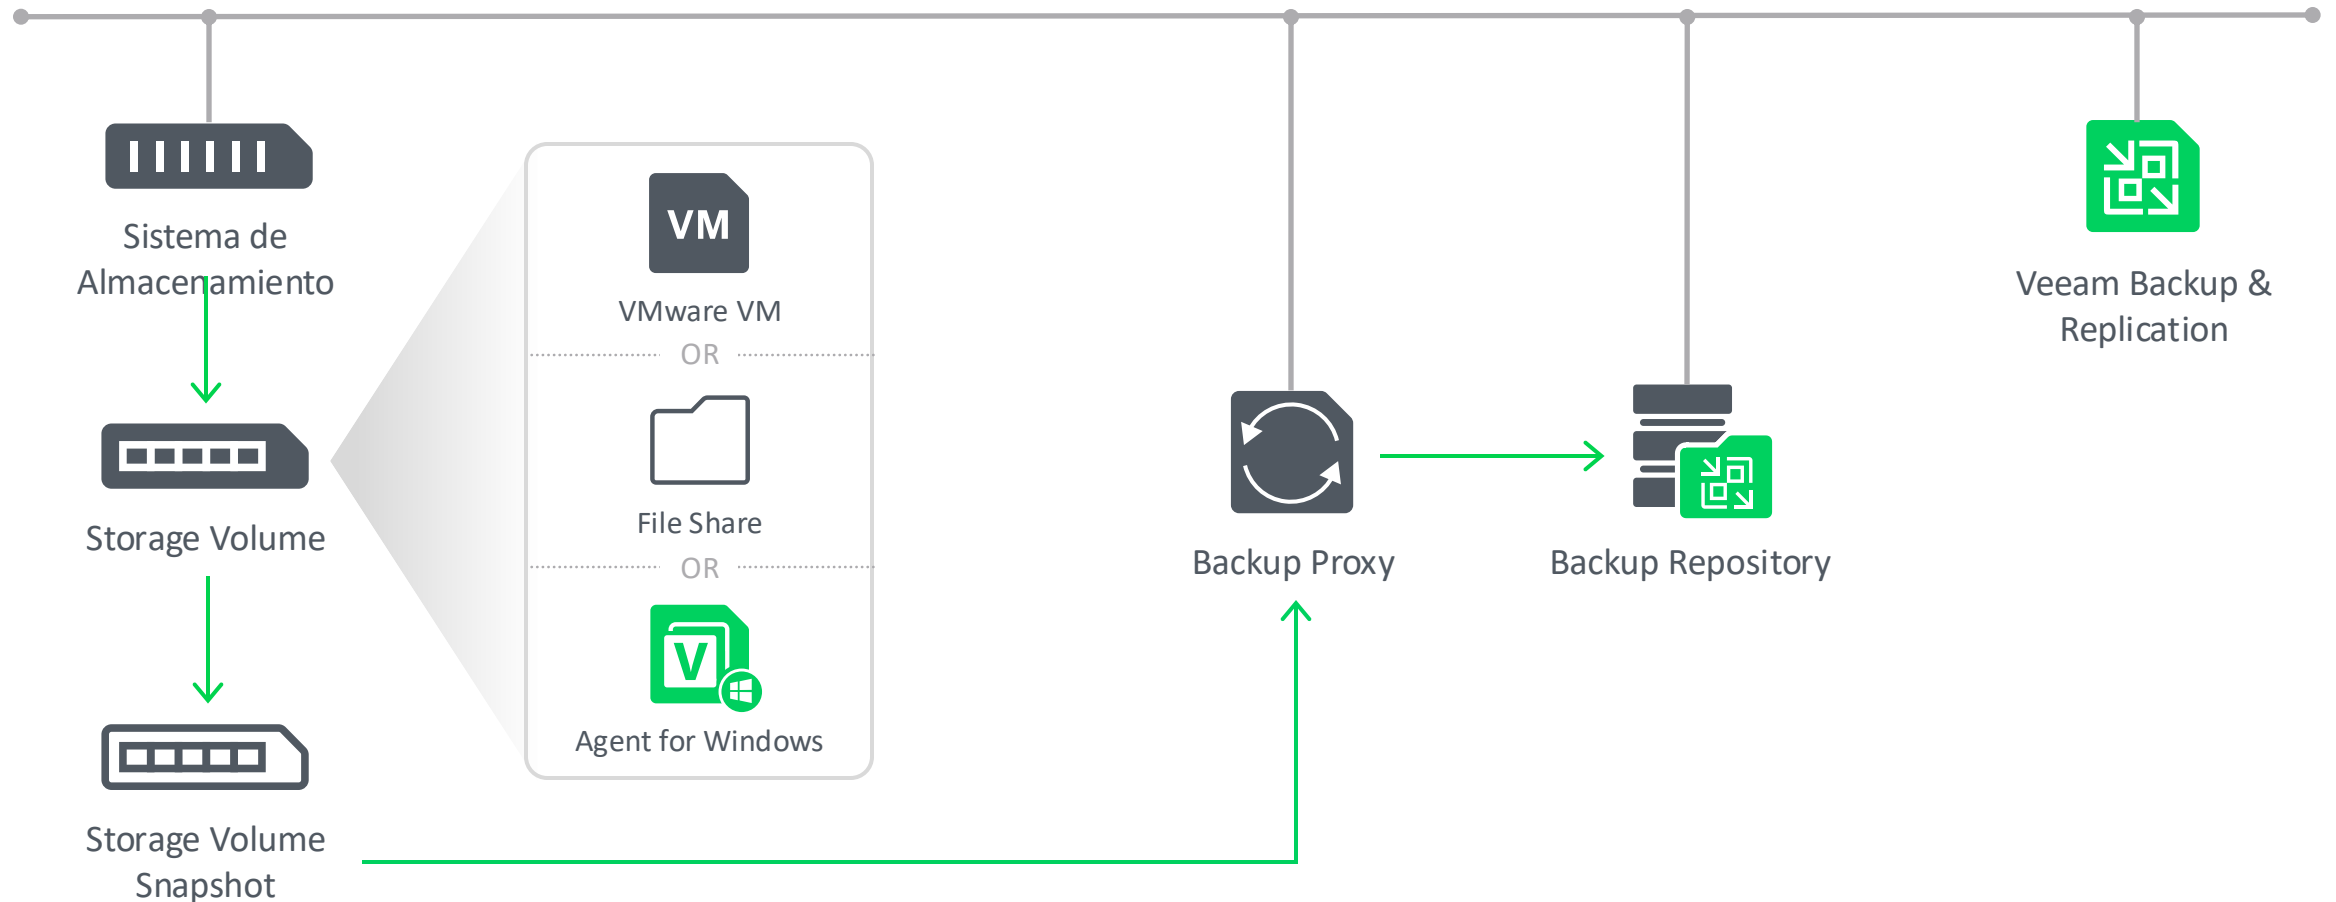 Sistema de
Almacenamiento
Storage Volume
Storage Volume
Snapshot
VM
VMware VM
OR
File Share
OR
V
Agent for Windows
Backup Proxy
Backup Repository
Veeam Backup &
Replication